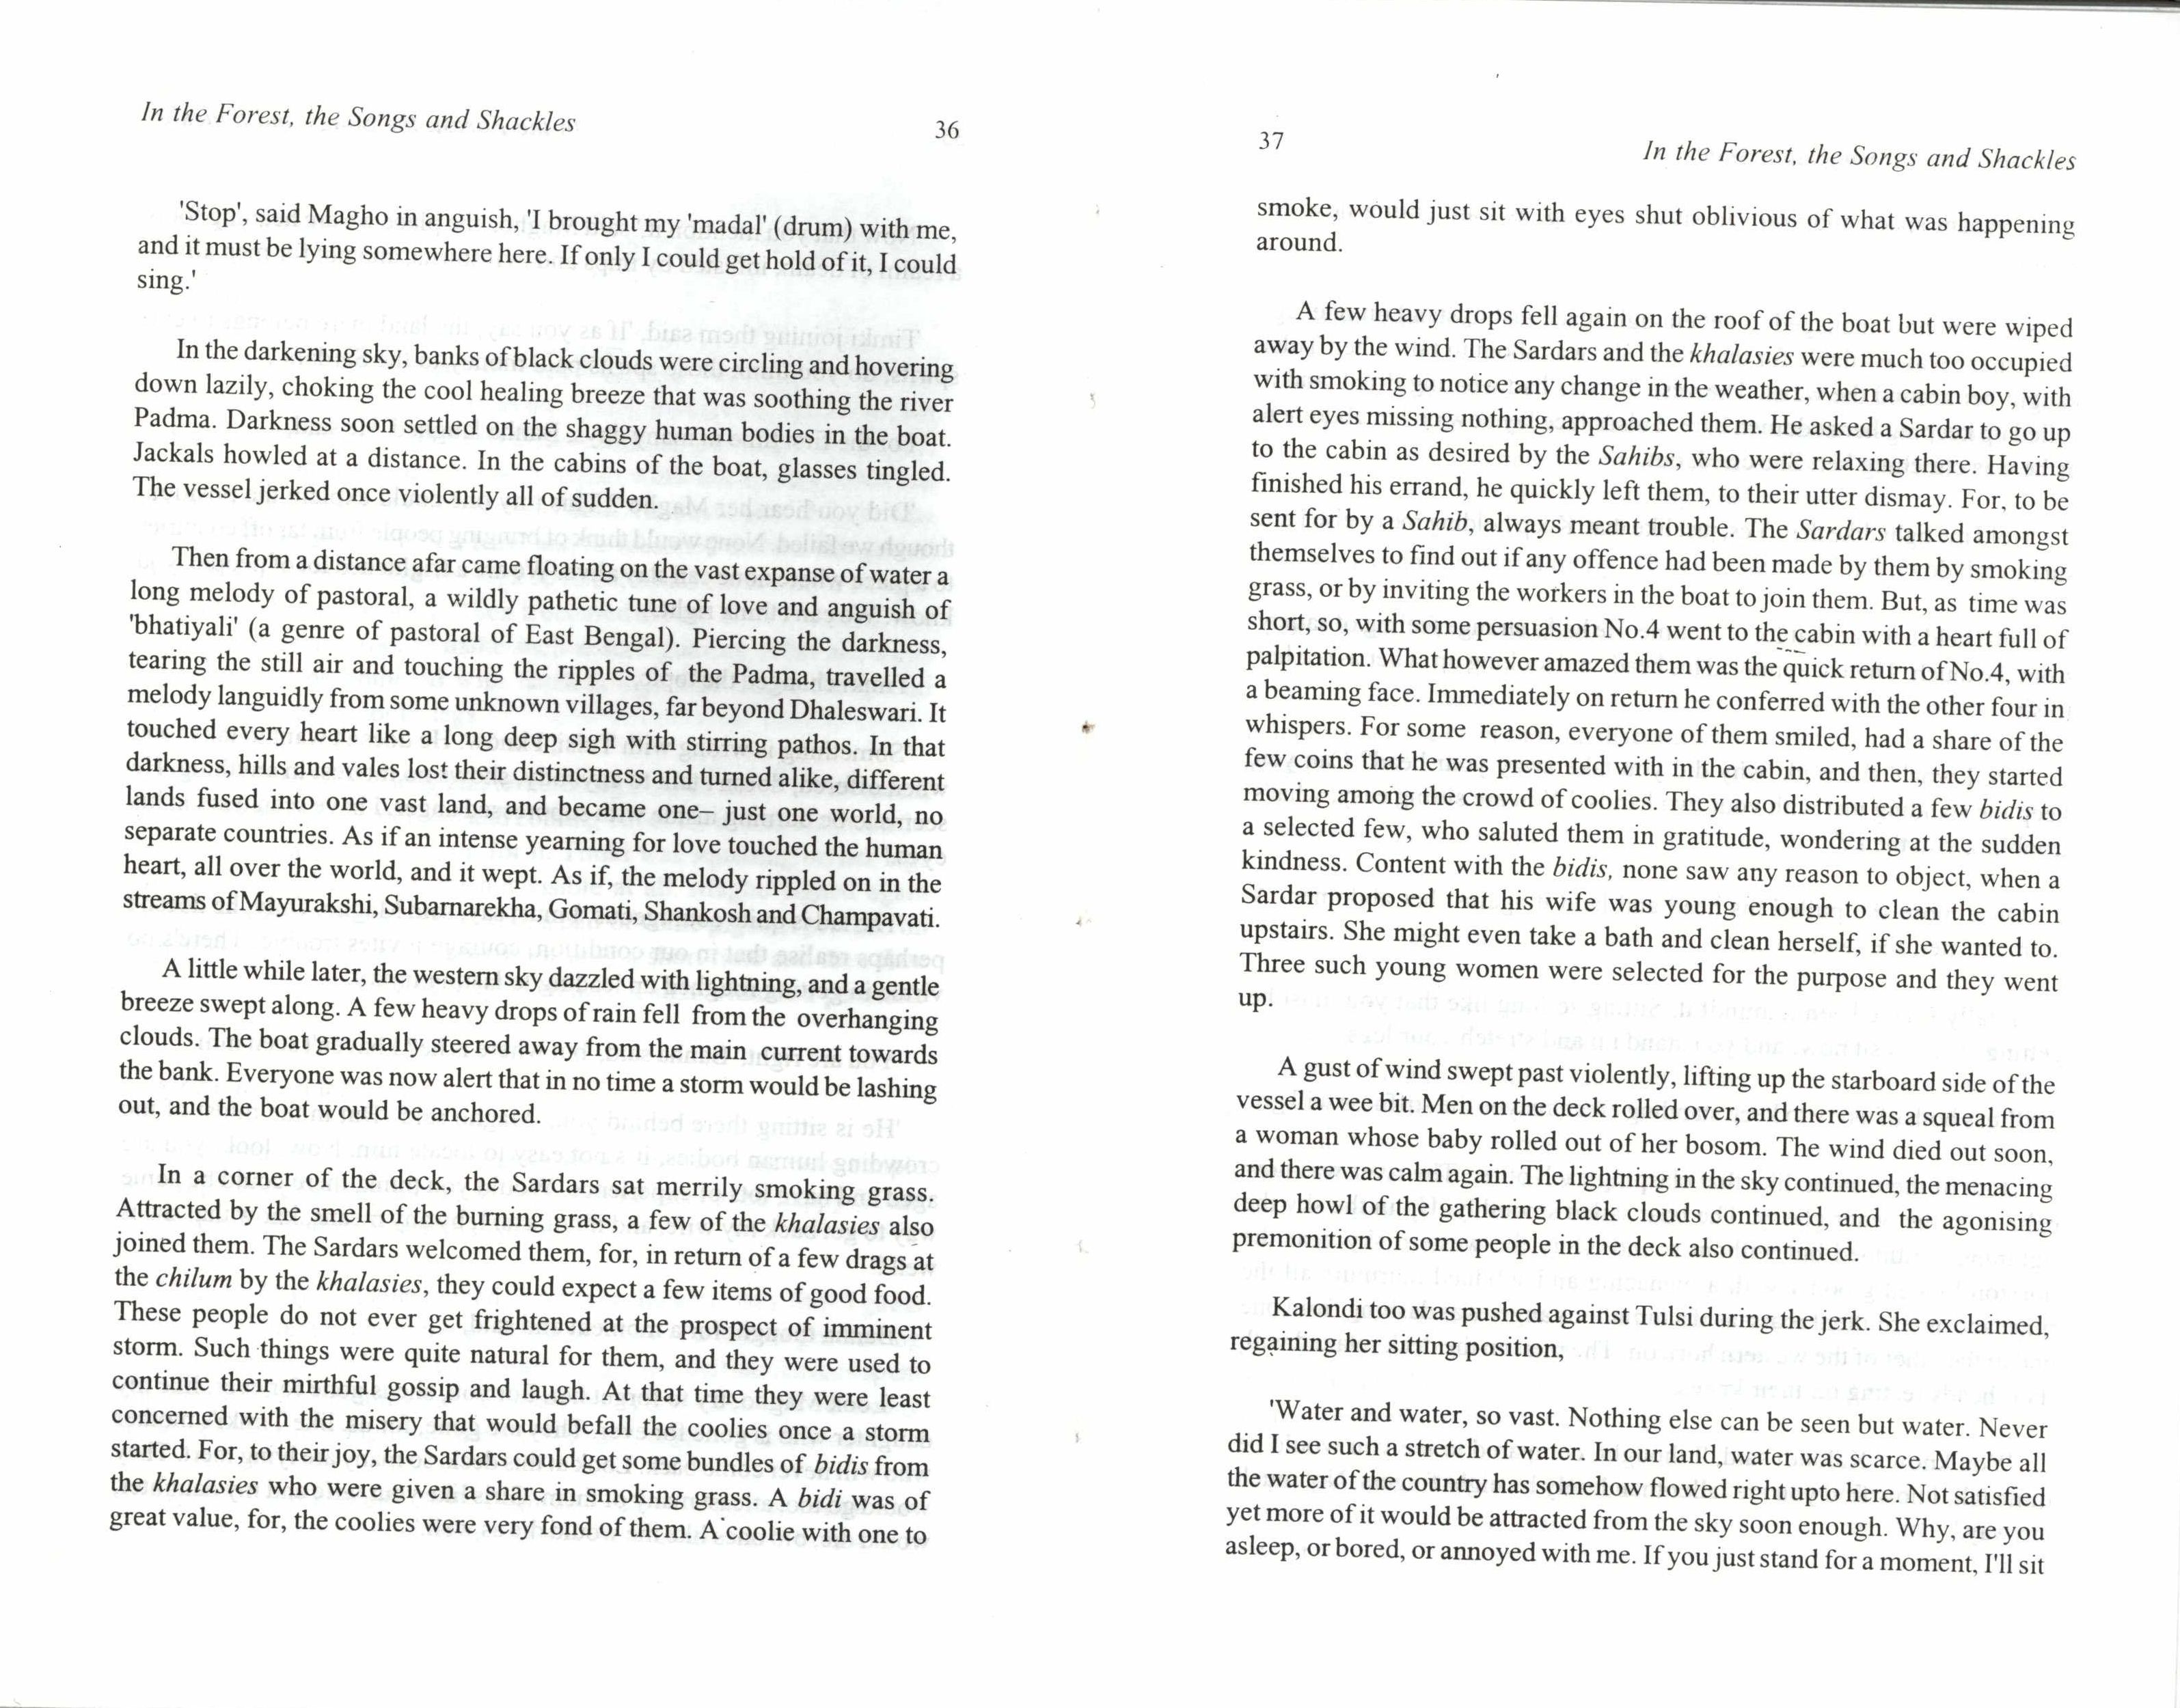 In the Forest, the Songs and Shackles
36
'Stop', said Magho in anguish, 'I brought my 'madal' (drum) with me,
and it must be lying somewhere here. If only I could get hold of it, I could
sing.'
In the darkening sky, banks of black clouds were circling and hovering
down lazily, choking the cool healing breeze that was soothing the river
Padma. Darkness soon settled on the shaggy human bodies in the boat.
Jackals howled at a distance. In the cabins of the boat, glasses tingled.
The vessel jerked once violently all of sudden.
Then from a distance afar came floating on the vast expanse of water a
long melody of pastoral, a wildly pathetic tune of love and anguish of
'bhatiyali' (a genre of pastoral of East Bengal). Piercing the darkness,
tearing the still air and touching the ripples of the Padma, travelled a
melody languidly from some unknown villages, far beyond Dhaleswari. It
touched every heart like a long deep sigh with stirring pathos. In that
darkness, hills and vales lost their distinctness and turned alike, different
lands fused into one vast land, and became one– just one world, no
separate countries. As if an intense yearning for love touched the human
heart, all over the world, and it wept. As if, the melody rippled on in the
streams of Mayurakshi, Subarnarekha, Gomati, Shankosh and Champavati.
A little while later, the western sky dazzled with lightning, and a gentle
breeze swept along. A few heavy drops of rain fell from the overhanging
clouds. The boat gradually steered away from the main current towards
the bank. Everyone was now alert that in no time a storm would be lashing
out, and the boat would be anchored.
In a corner of the deck, the Sardars sat merrily smoking grass.
Attracted by the smell of the burning grass, a few of the khalasies also
joined them. The Sardars welcomed them, for, in return of a few drags at
the chilum by the khalasies, they could expect a few items of good food.
These people do not ever get frightened at the prospect of imminent
storm. Such things were quite natural for them, and they were used to
continue their mirthful gossip and laugh. At that time they were least
concerned with the misery that would befall the coolies once a storm
started. For, to their joy, the Sardars could get some bundles of bidis from
the khalasies who were given a share in smoking grass. A bidi was of
great value, for, the coolies were very fond of them. A coolie with one to
37
In the Forest, the Songs and Shackles
smoke, would just sit with eyes shut oblivious of what was happening
around.
A few heavy drops fell again on the roof of the boat but were wiped
away by the wind. The Sardars and the khalasies were much too occupied
with smoking to notice any change in the weather, when a cabin boy, with
alert eyes missing nothing, approached them. He asked a Sardar to go up
to the cabin as desired by the Sahibs, who were relaxing there. Having
finished his errand, he quickly left them, to their utter dismay. For, to be
sent for by a Sahib, always meant trouble. The Sardars talked amongst
themselves to find out if any offence had been made by them by smoking
grass, or by inviting the workers in the boat to join them. But, as time was
short, so, with some persuasion No.4 went to the cabin with a heart full of
palpitation. What however amazed them was the quick return of No.4, with
a beaming face. Immediately on return he conferred with the other four in
whispers. For some reason, everyone of them smiled, had a share of the
few coins that he was presented with in the cabin, and then, they started
moving among the crowd of coolies. They also distributed a few bidis to
a selected few, who saluted them in gratitude, wondering at the sudden
kindness. Content with the bidis, none saw any reason to object, when a
Sardar proposed that his wife was young enough to clean the cabin
upstairs. She might even take a bath and clean herself, if she wanted to.
Three such young women were selected for the purpose and they went
up.
A gust of wind swept past violently, lifting up the starboard side of the
vessel a wee bit. Men on the deck rolled over, and there was a squeal from
a woman whose baby rolled out of her bosom. The wind died out soon,
and there was calm again. The lightning in the sky continued, the menacing
deep howl of the gathering black clouds continued, and the agonising
premonition of some people in the deck also continued.
Kalondi too was pushed against Tulsi during the jerk. She exclaimed,
regaining her sitting position,
'Water and water, so vast. Nothing else can be seen but water. Never
did I see such a stretch of water. In our land, water was scarce. Maybe all
the water of the country has somehow flowed right upto here. Not satisfied
yet more of it would be attracted from the sky soon enough. Why, are you
asleep, or bored, or annoyed with me. If you just stand for a moment, I'll sit